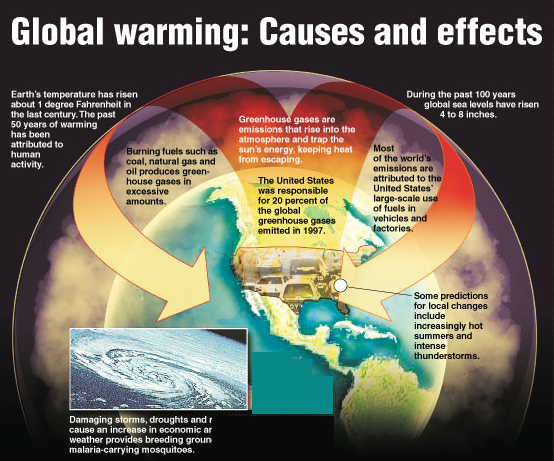 Global warming: Causes and effects
Earth's temperature has risen
about 1 degree Fahrenheit in
the last century. The past
50 years of warming
has been
attributed to
human
activity.
Burning fuels such as
coal, natural gas and
oil produces green-
house gases in
excessive
amounts.
Greenhouse gases are
emissions that rise into the
atmosphere and trap the
sun's energy, keeping heat
from escaping.
The United States
was responsible
for 20 percent of
the global
greenhouse gases
emitted in 1997.
Most
of the world's
emissions are
attributed to the
United States'
large-scale use
of fuels in
vehicles and
factories.
During the past 100 years
global sea levels have risen
4 to 8 inches.
Some predictions
for local changes
include
increasingly hot
summers and
intense
thunderstorms.
Damaging storms, droughts and
cause an increase in economic
weather provides breeding
malaria-carrying mosquitoes.